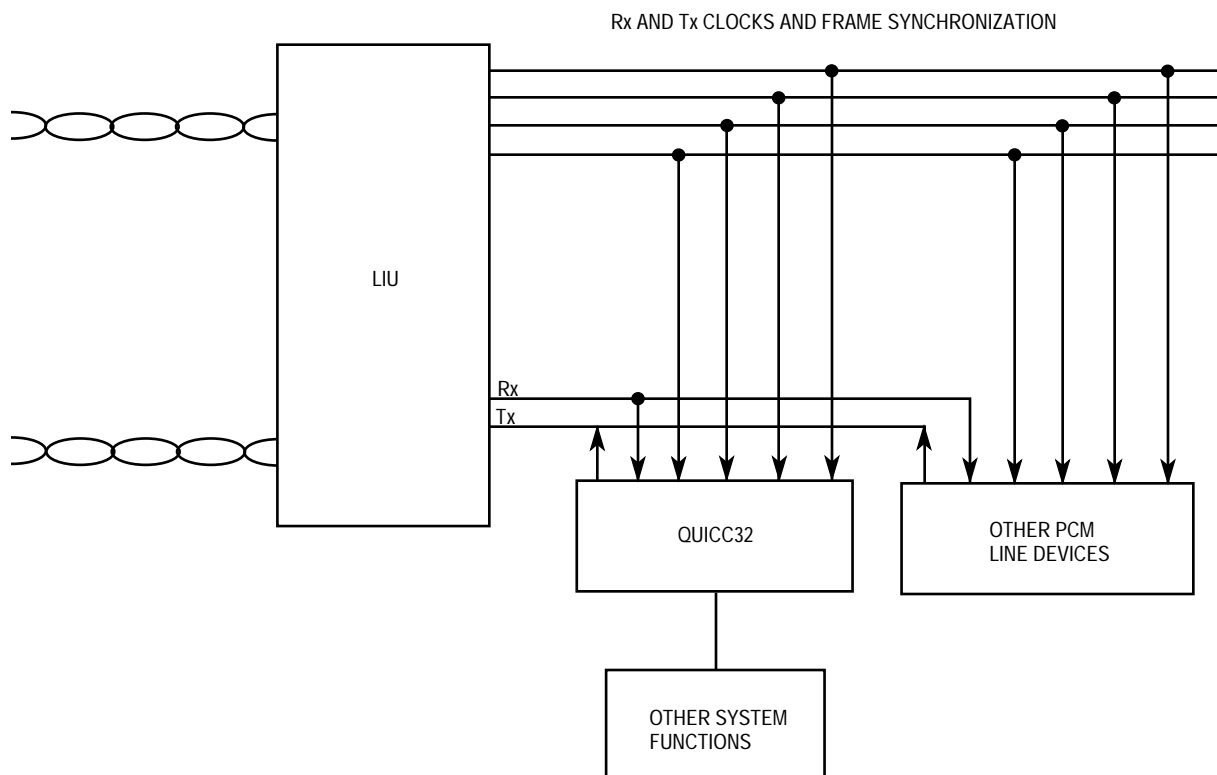 Rx AND Tx CLOCKS AND FRAME SYNCHRONIZATION
LIU
Rx
Tx
QUICC32
OTHER PCM
LINE DEVICES
OTHER SYSTEM
FUNCTIONS